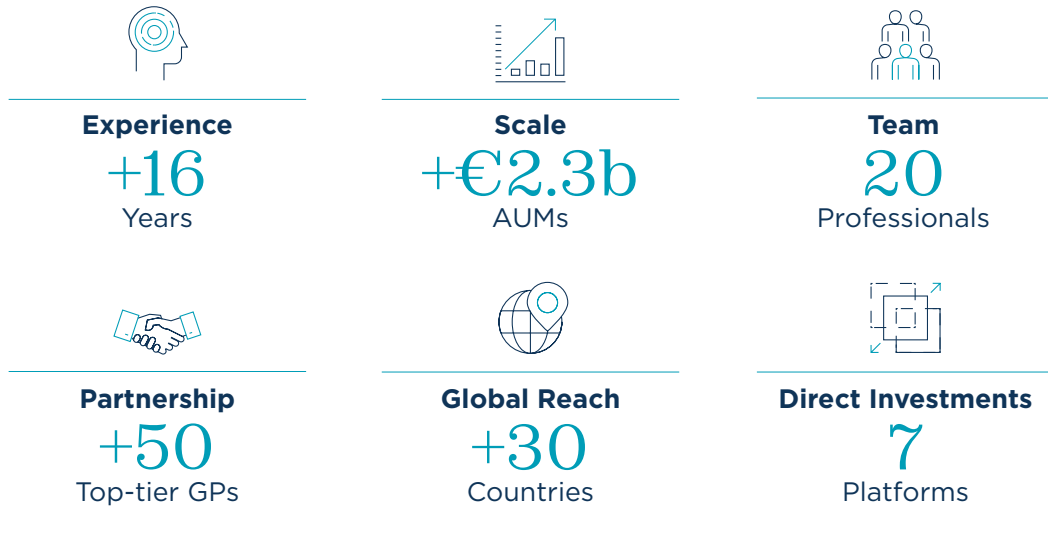 Experience
+16
Years
Scale
+€2.3b
AUMs
Team
20
Professionals
Partnership
+50
Top-tier GPs
Global Reach
+30
Countries
Direct Investments
7
Platforms